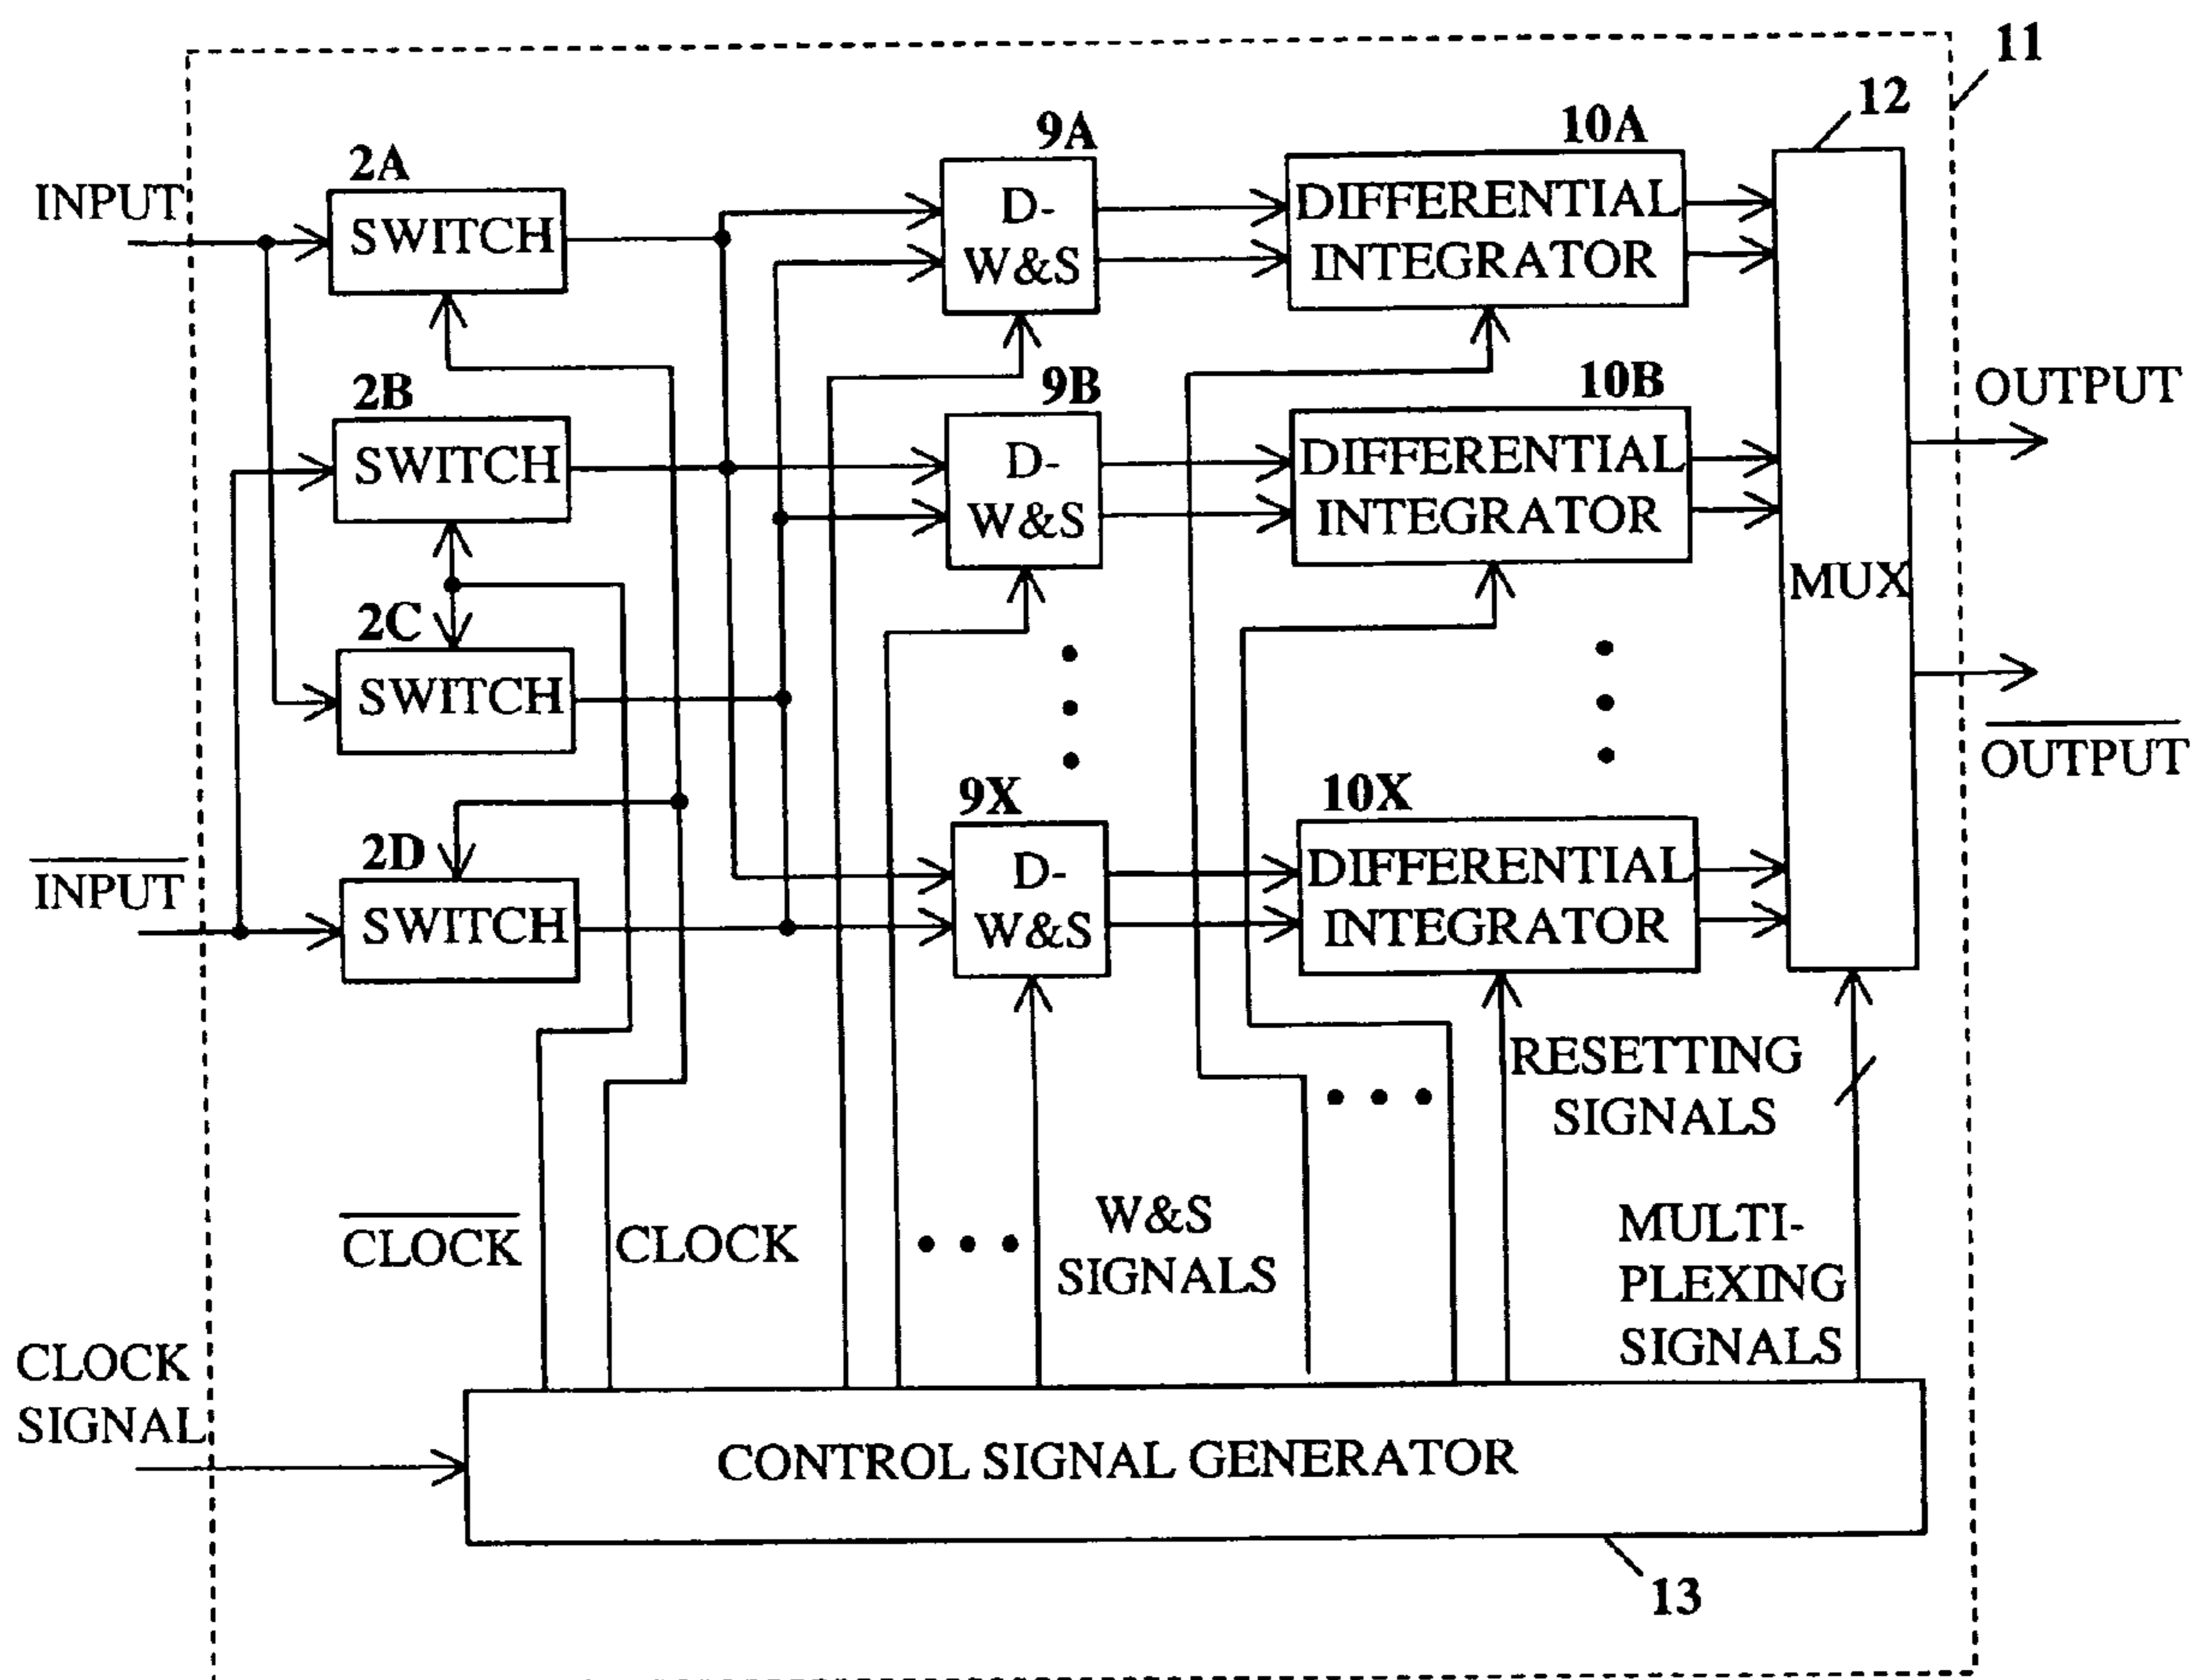 11
12
9A
10A
2A
INPUT
SWITCH
D-
W&S
DIFFERENTIAL
INTEGRATOR
2B
9B
10B
OUTPUT
SWITCH
D-
W&S
DIFFERENTIAL
INTEGRATOR
MUX
2C
SWITCH
OUTPUT
9X
10X
2D
INPUT
SWITCH
D-
W&S
DIFFERENTIAL
INTEGRATOR
RESETTING
SIGNALS
CLOCK
CLOCK
W&S
SIGNALS
MULTI-
PLEXING
SIGNALS
CLOCK
SIGNAL
CONTROL SIGNAL GENERATOR
13